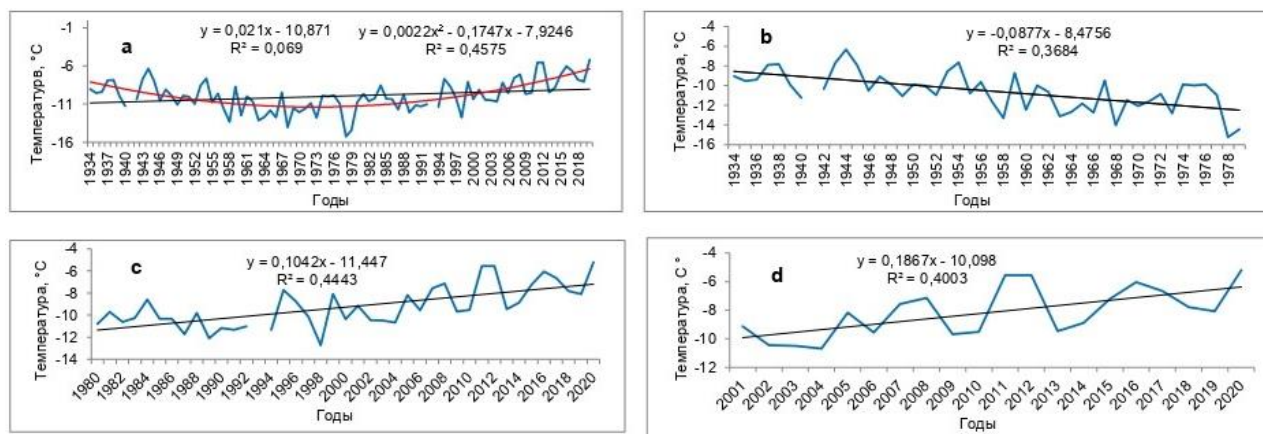 a
y = 0,021x - 10,871
R² = 0,069
y = 0,0022x² - 0,1747x - 7,9246
R² = 0,4575
Температурв, °C
-1
-6
-11
-16
1934 1937 1940 1943 1946 1949 1952 1955 1958 1961 1964 1967 1970 1973 1976 1979 1982 1985 1988 1991 1994 1997 2000 2003 2006 2009 2012 2015 2018
Годы
b
y = -0,0877x - 8,4756
R² = 0,3684
Температура, °C
-4
-6
-8
-10
-12
-14
-16
1934 1936 1938 1940 1942 1944 1946 1948 1950 1952 1954 1956 1958 1960 1962 1964 1966 1968 1970 1972 1974 1976 1978
Годы
c
y = 0,1042x - 11,447
R² = 0,4443
Температура, °C
-4
-6
-8
-10
-12
-14
1980 1982 1984 1986 1988 1990 1992 1994 1996 1998 2000 2002 2004 2006 2008 2010 2012 2014 2016 2018 2020
Годы
d
y = 0,1867x - 10,098
R² = 0,4003
Температура, C °
-4
-6
-8
-10
-12
2001 2002 2003 2004 2005 2006 2007 2008 2009 2010 2011 2012 2013 2014 2015 2016 2017 2018 2019 2020
Годы